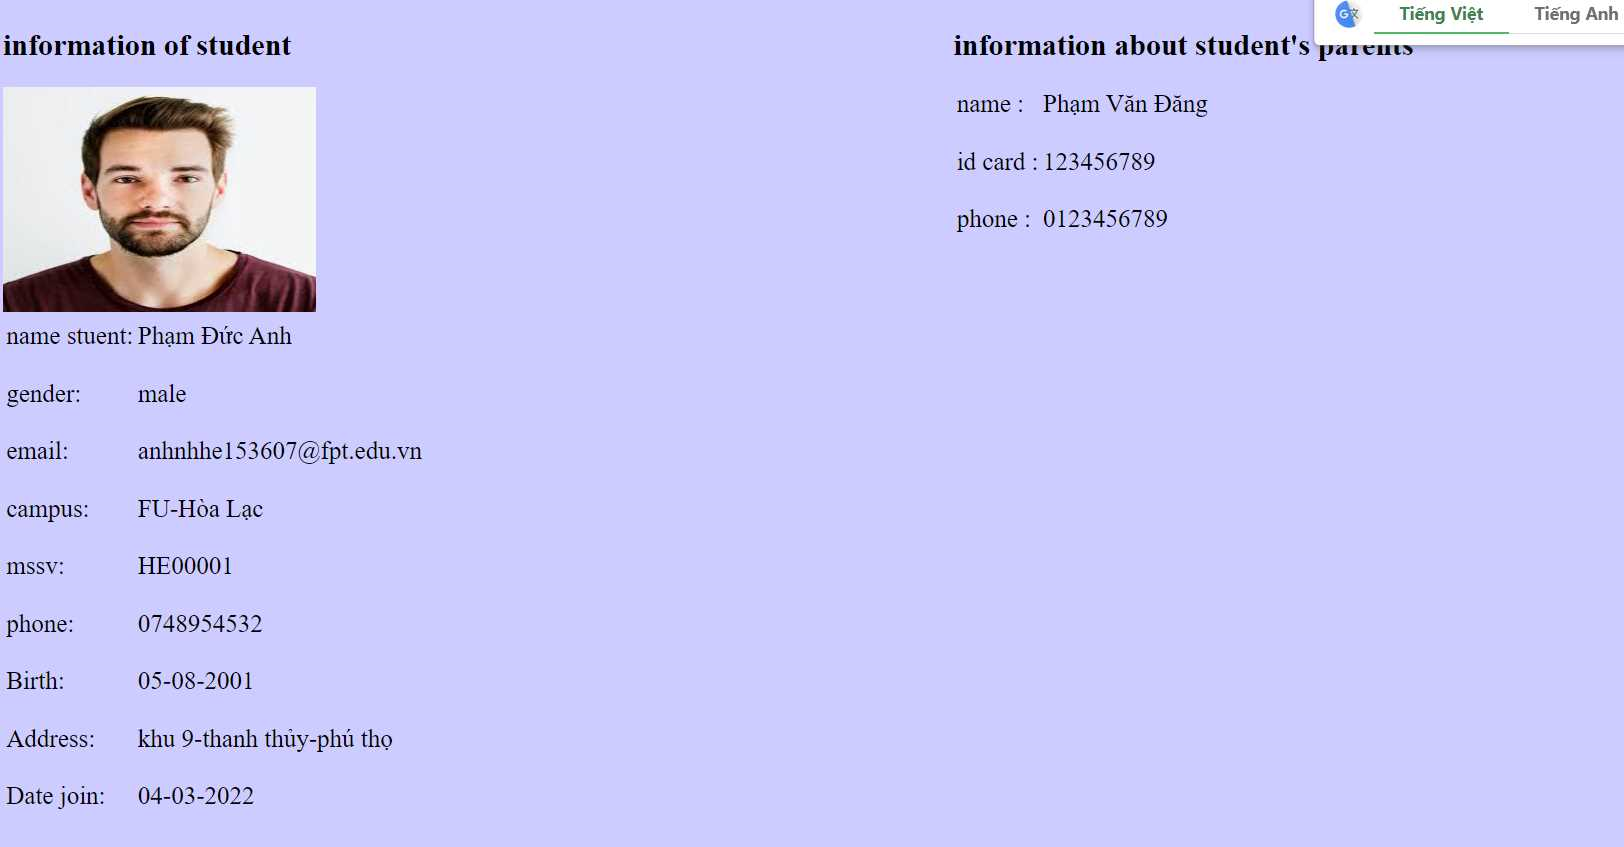 Tiếng Việt Tiếng Anh
information of student
name stuent: Phạm Đức Anh
gender: male
email: anhnhhe153607@fpt.edu.vn
campus: FU-Hòa Lạc
mssv: HE00001
phone: 0748954532
Birth: 05-08-2001
Address: khu 9-thanh thủy-phú thọ
Date join: 04-03-2022
information about student's parents
name : Phạm Văn Đăng
id card : 123456789
phone : 0123456789